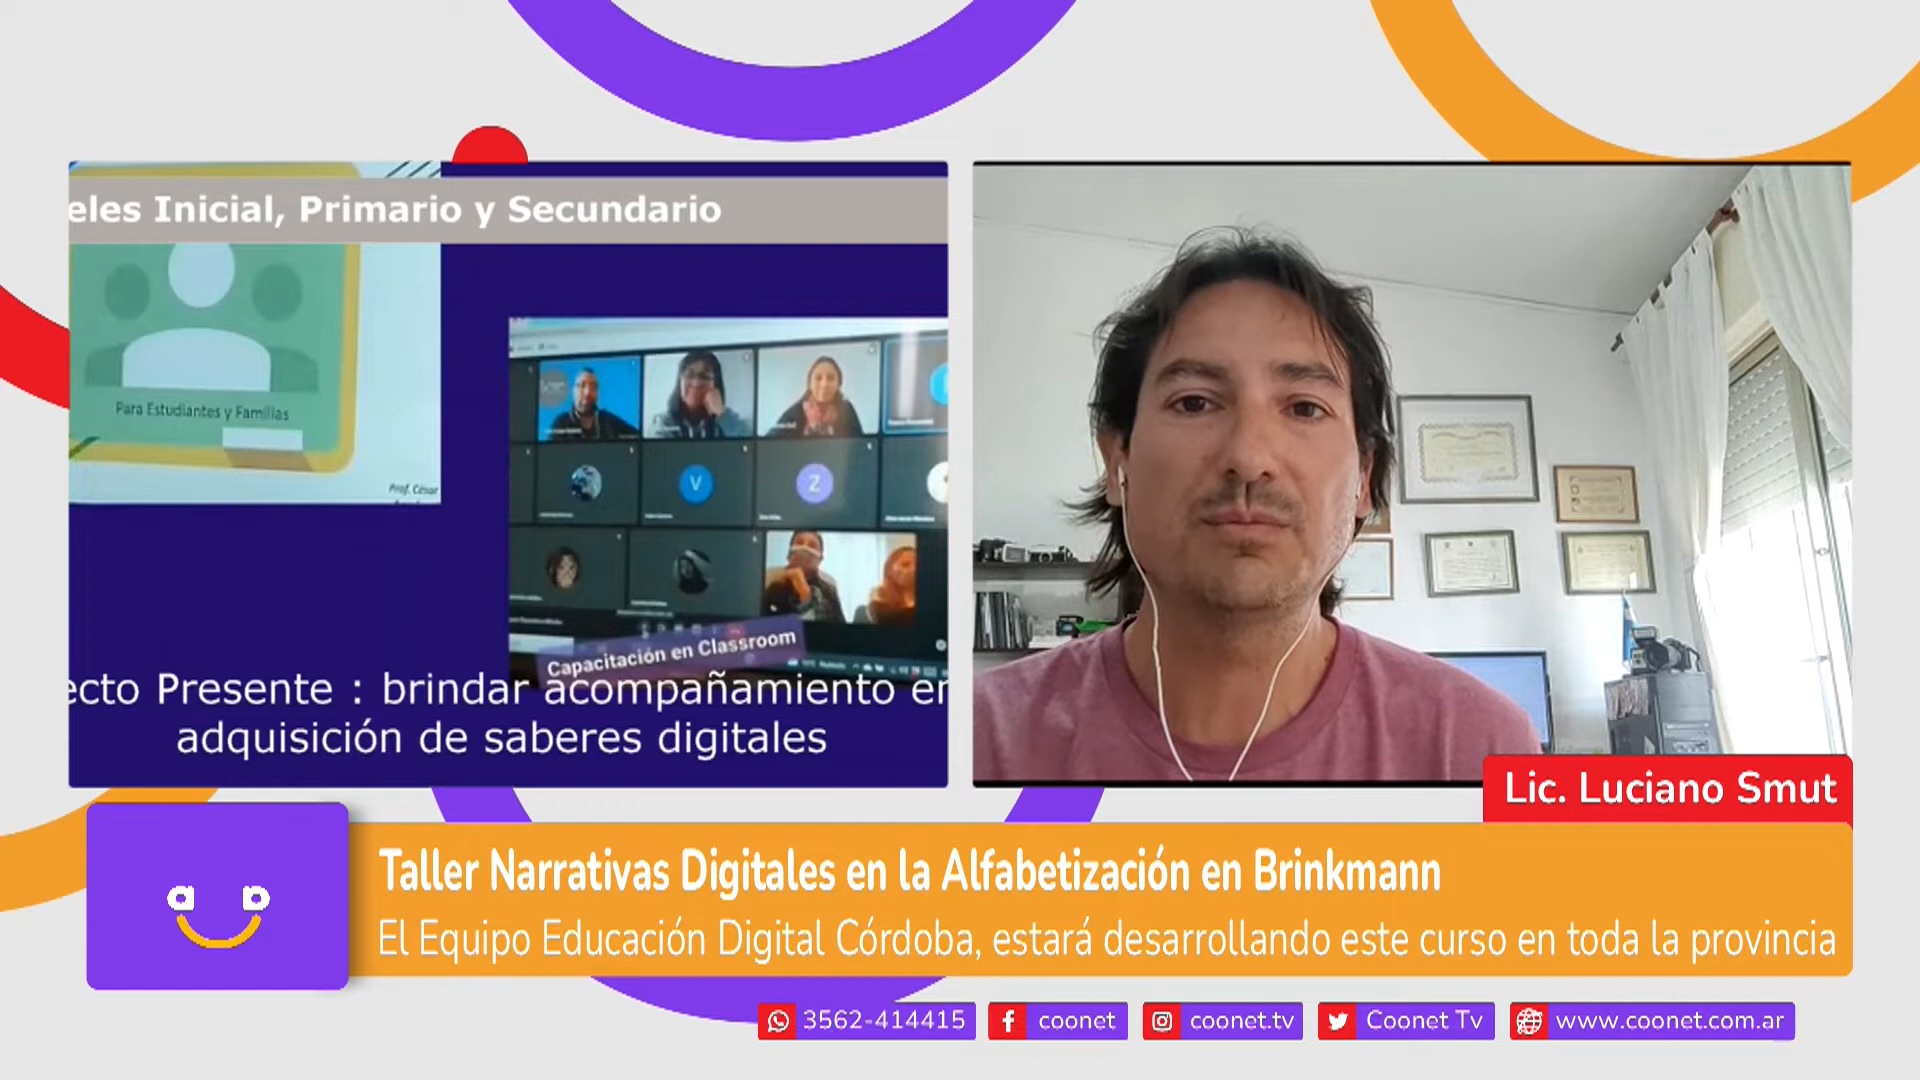 eles Inicial, Primario y Secundario
Para Estudiantes y Familias
Prof. César
V
Z
Capacitación en Classroom
ecto Presente : brindar acompañamiento en
adquisición de saberes digitales
Lic. Luciano Smut
Taller Narrativas Digitales en la Alfabetización en Brinkmann
El Equipo Educación Digital Córdoba, estará desarrollando este curso en toda la provincia
3562-414415
coonet
coonet.tv
Coonet Tv
www.coonet.com.ar